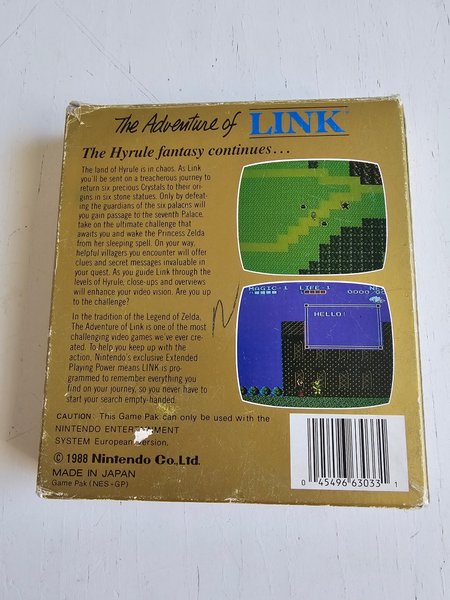 The Adventure of LINK
The Hyrule fantasy continues...
The land of Hyrule is in chaos. As Link
you'll be sent on a treacherous journey to
return six precious Crystals to their ori-
gins in six stone statues. Only by defeat-
ing the guardians of the six palaces will
you gain passage to the seventh Palace,
take on the ultimate challenge that
awaits you and wake the Princess Zelda
from her sleeping spell. On your way,
helpful villagers you encounter will offer
clues and secret messages invaluable in
your quest. As you guide Link through the
levels of Hyrule, close-ups and overviews
will enhance your video vision. Are you up
to the challenge?
In the tradition of the Legend of Zelda,
The Adventure of Link is one of the most
challenging video games we've ever cre-
ated. To help you keep up with the
action, Nintendo's exclusive Extended
Playing Power means LINK is pro-
grammed to remember everything you
find on your journey, so you never have to
start your search empty-handed.
MAGIC-1 LIFE-1 NE
HELLO!
CAUTION: This Game Pak can only be used with the
NINTENDO ENTERTAINMENT
SYSTEM European version.
© 1988 Nintendo Co., Ltd.
MADE IN JAPAN
Game Pak (NES-GP)
0 45496 63033 1